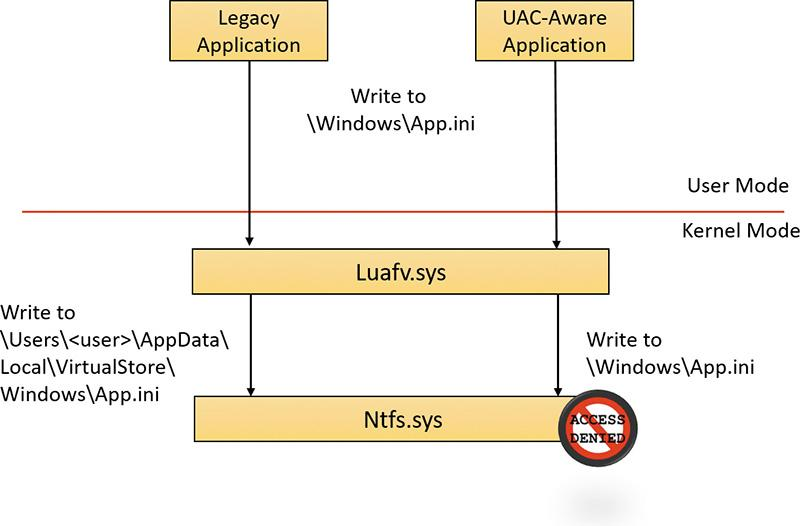 Legacy
Application
UAC-Aware
Application
Write to
\Windows\App.ini
User Mode
Kernel Mode
Luafv.sys
Write to
\Users\<user>\AppData\
Local\VirtualStore\
Windows\App.ini
Write to
\Windows\App.ini
Ntfs.sys
ACCESS
DENIED